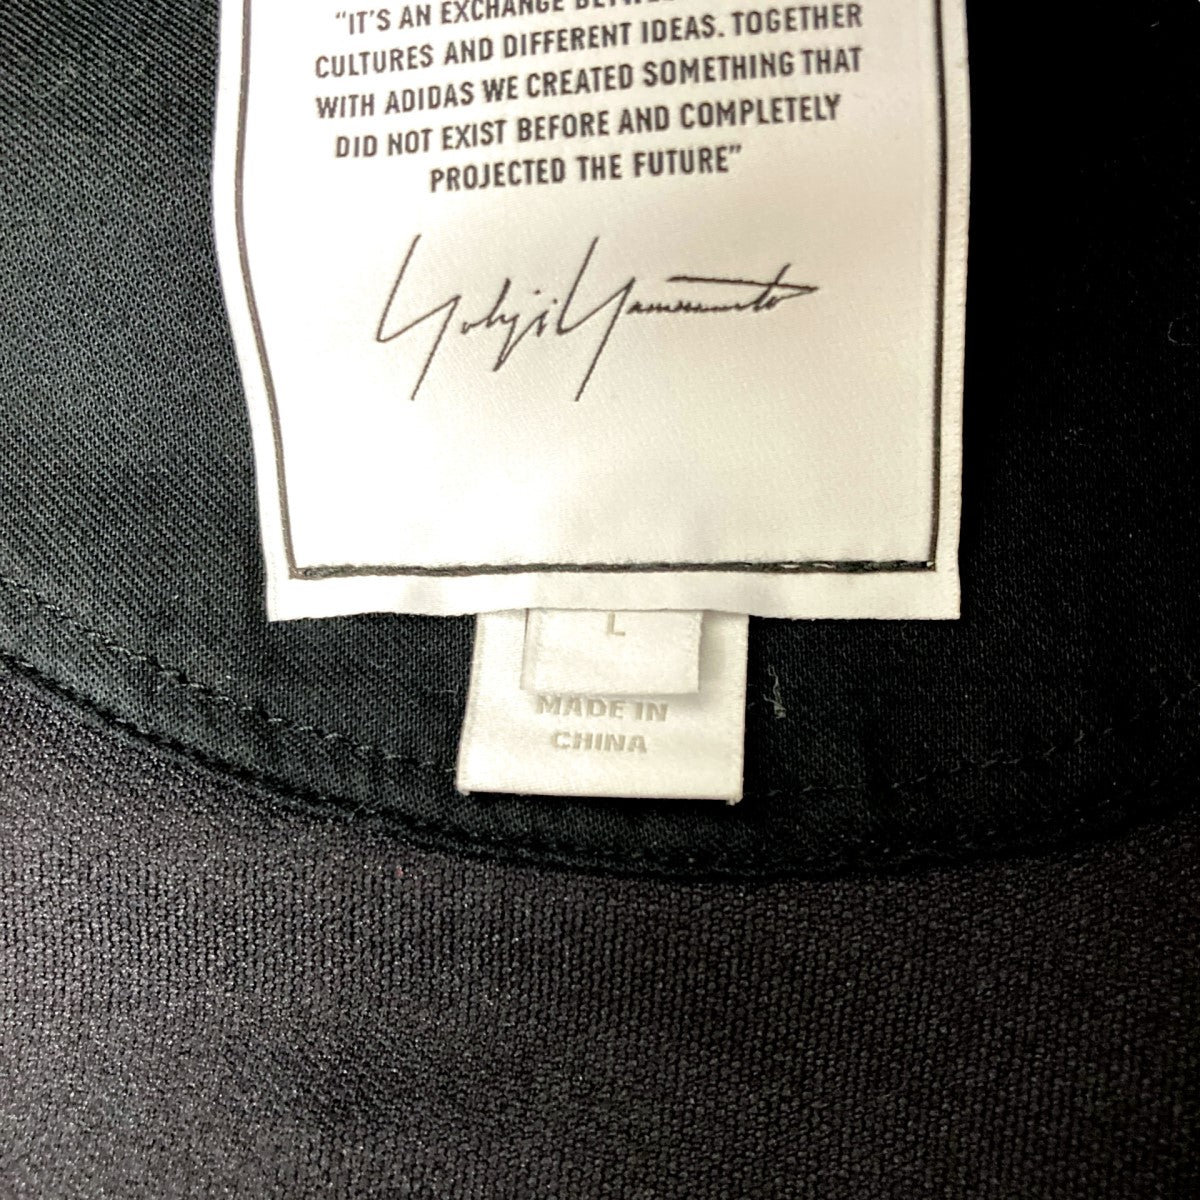 "IT'S AN EXCHANGE
CULTURES AND DIFFERENT IDEAS. TOGETHER
WITH ADIDAS WE CREATED SOMETHING THAT
DID NOT EXIST BEFORE AND COMPLETELY
PROJECTED THE FUTURE"
Yohji Yamamoto
L
MADE IN
CHINA